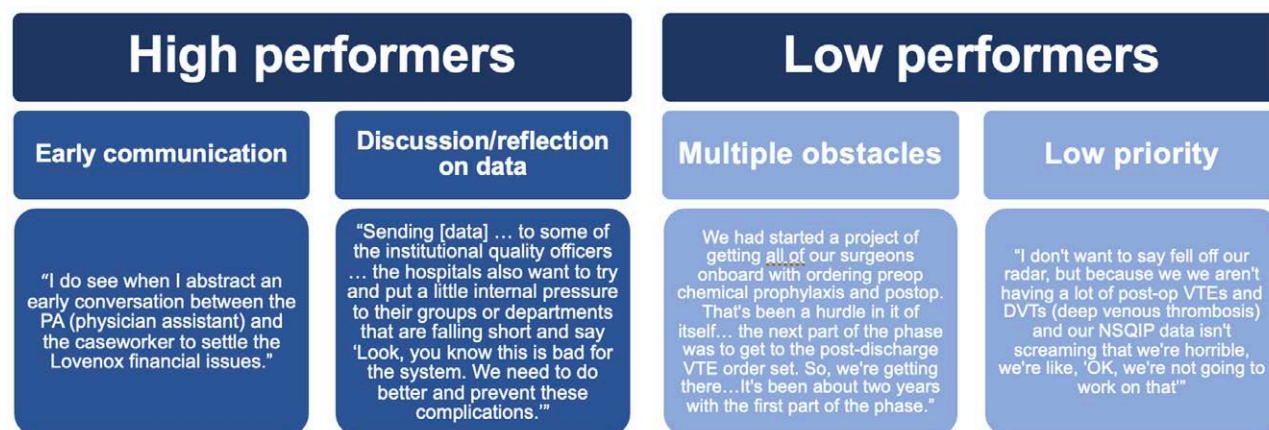 High performers
Low performers
Early communication
Discussion/reflection
on data
Multiple obstacles
Low priority
“I do see when I abstract an
early conversation between the
PA (physician assistant) and
the caseworker to settle the
Lovenox financial issues.”
“Sending [data] … to some of
the institutional quality officers
… the hospitals also want to try
and put a little internal pressure
to their groups or departments
that are falling short and say
‘Look, you know this is bad for
the system. We need to do
better and prevent these
complications.’”
We had started a project of
getting all of our surgeons
onboard with ordering preop
chemical prophylaxis and postop.
That's been a hurdle in it of
itself… the next part of the phase
was to get to the post-discharge
VTE order set. So, we're getting
there…It's been about two years
with the first part of the phase.”
“I don't want to say fell off our
radar, but because we we aren't
having a lot of post-op VTEs and
DVTs (deep venous thrombosis)
and our NSQIP data isn't
screaming that we're horrible,
we're like, 'OK, we're not going to
work on that'”